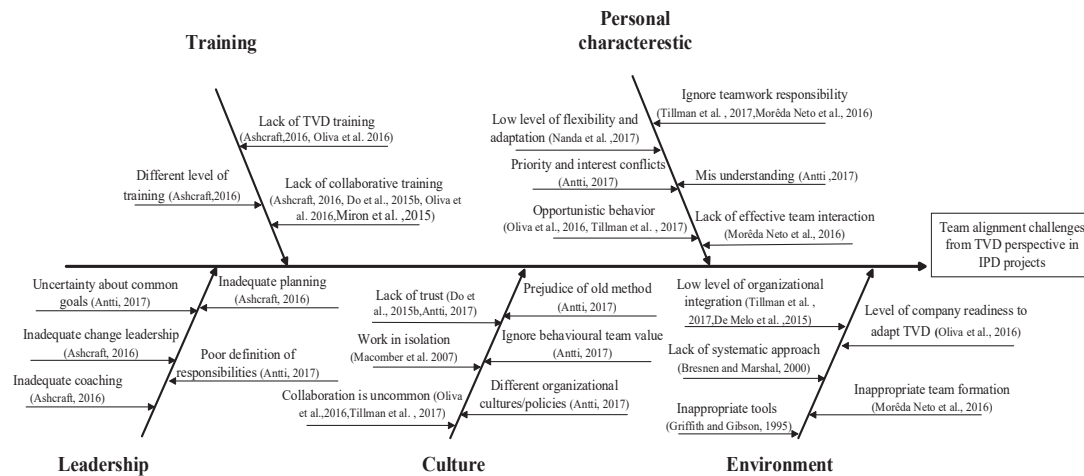 Training
Personal
characterestic
Lack of TVD training
(Ashcraft,2016, Oliva et al. 2016)
Different level of
training (Ashcraft,2016)
Lack of collaborative training
(Ashcraft, 2016, Do et al., 2015b, Oliva
et al. 2016,Miron et al. ,2015)
Ignore teamwork responsibility
(Tillman et al. , 2017,Morêda Neto et al., 2016)
Low level of flexibility and
adaptation (Nanda et al. ,2017)
Priority and interest conflicts
(Antti, 2017)
Mis understanding (Antti ,2017)
Opportunistic behavior
(Oliva et al., 2016, Tillman et al. , 2017)
Lack of effective team interaction
(Morêda Neto et al., 2016)
Team alignment challenges
from TVD perspective in
IPD projects
Uncertainty about common
goals (Antti, 2017)
Inadequate planning
(Ashcraft, 2016)
Inadequate change leadership
(Ashcraft, 2016)
Poor definition of
responsibilities (Antti, 2017)
Inadequate coaching
(Ashcraft, 2016)
Lack of trust (Do et
al., 2015b,Antti, 2017)
Prejudice of old method
(Antti, 2017)
Work in isolation
(Macomber et al. 2007)
Ignore behavioural team value
(Antti, 2017)
Collaboration is uncommon (Oliva
et al.,2016,Tillman et al. , 2017)
Different organizational
cultures/policies (Antti, 2017)
Low level of organizational
integration (Tillman et al. ,
2017,De Melo et al. ,2015)
Level of company readiness to
adapt TVD (Oliva et al., 2016)
Lack of systematic approach
(Bresnen and Marshal, 2000)
Inappropriate team formation
(Morêda Neto et al., 2016)
Inappropriate tools
(Griffith and Gibson, 1995)
Leadership
Culture
Environment